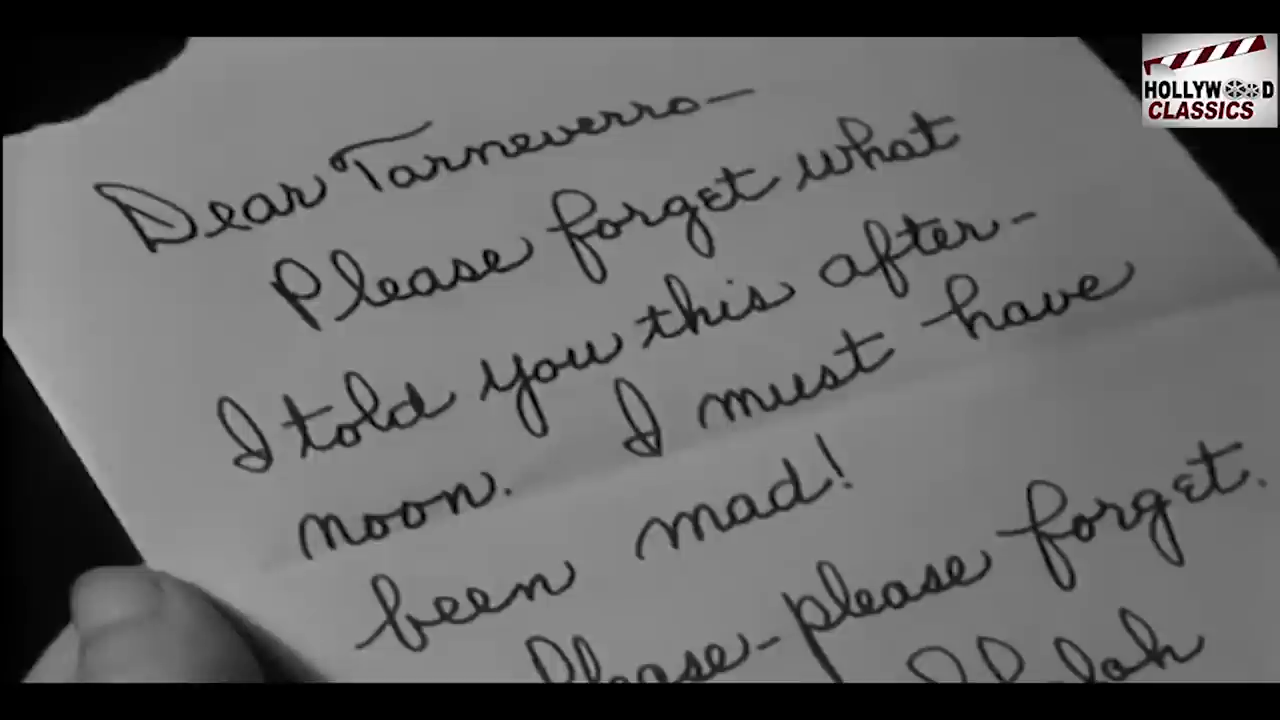 HOLLYWOOD
CLASSICS
Dear Tarneverro—
Please forget what
I told you this after-
noon. I must have
been mad!
Please-please forget.